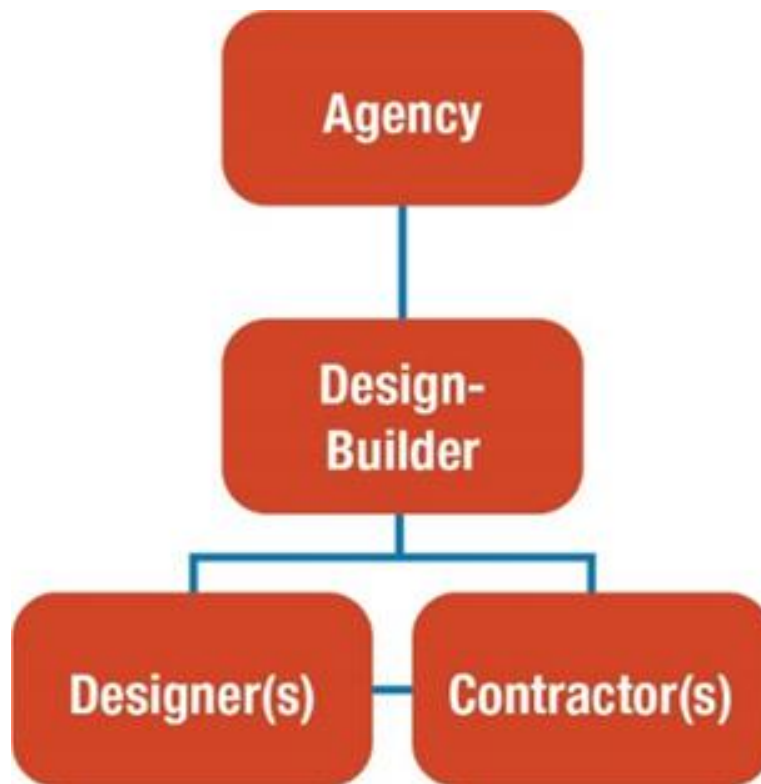 Agency
Design-
Builder
Designer(s)
Contractor(s)